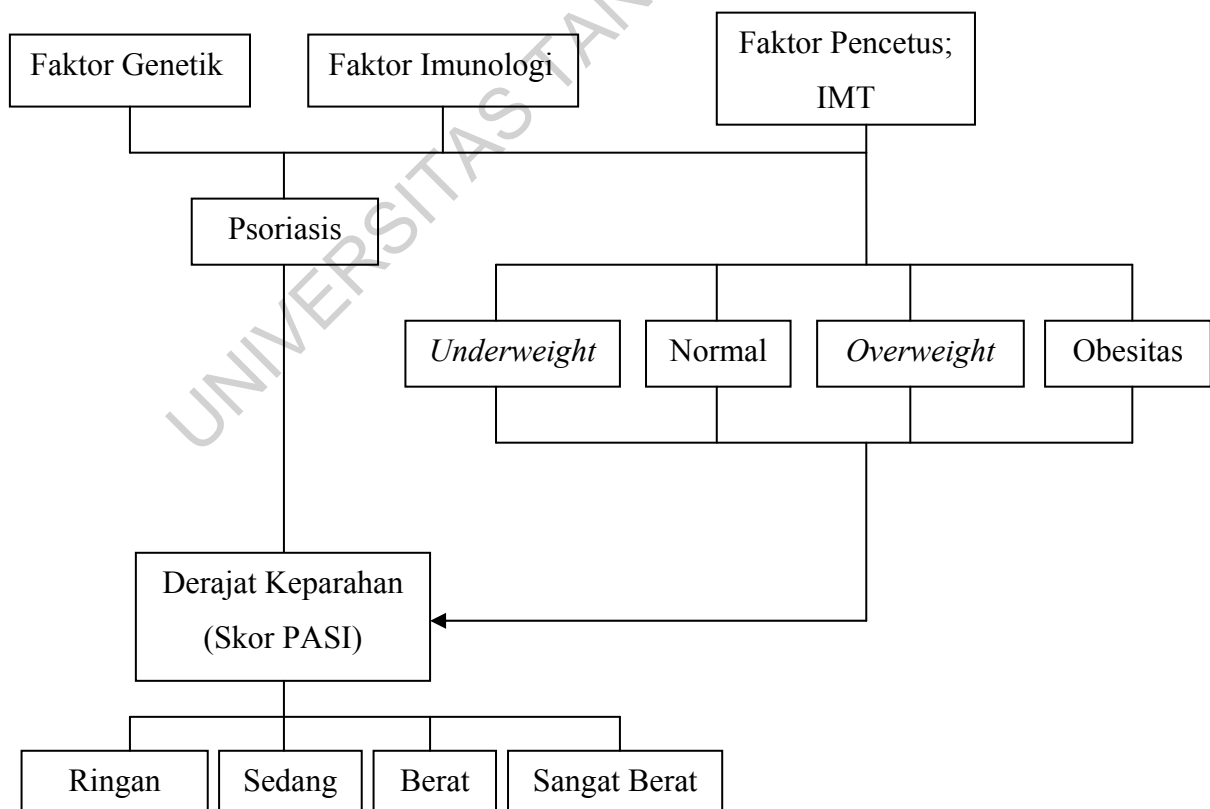 Faktor Genetik
Faktor Imunologi
Faktor Pencetus;
IMT
UNIVERSITAS TAN
Psoriasis
Underweight
Normal
Overweight
Obesitas
Derajat Keparahan
(Skor PASI)
Ringan
Sedang
Berat
Sangat Berat